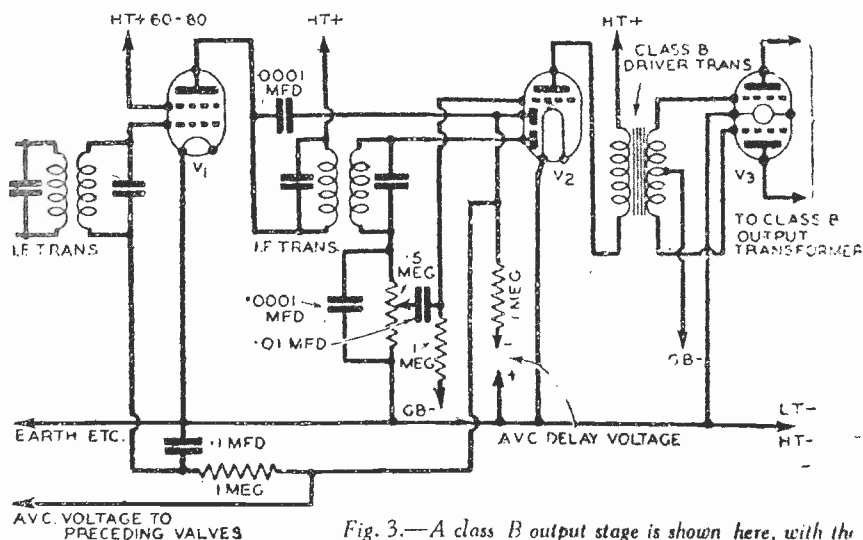 HT+ 60-80
HT+
HT+
CLASS B
DRIVER TRANS
.0001
MFD
V1
V2
V3
I.F TRANS
I.F TRANS
TO CLASS B
OUTPUT
TRANSFORMER
.0001
MFD
.5
MEG
.01 MFD
1
MEG
1 MEG
-
+
GB-
GB-
EARTH ETC.
.1 MFD
AVC DELAY VOLTAGE
LT-
HT-
1 MEG
A.V.C. VOLTAGE TO
PRECEDING VALVES
Fig. 3.—A class B output stage is shown here, with the